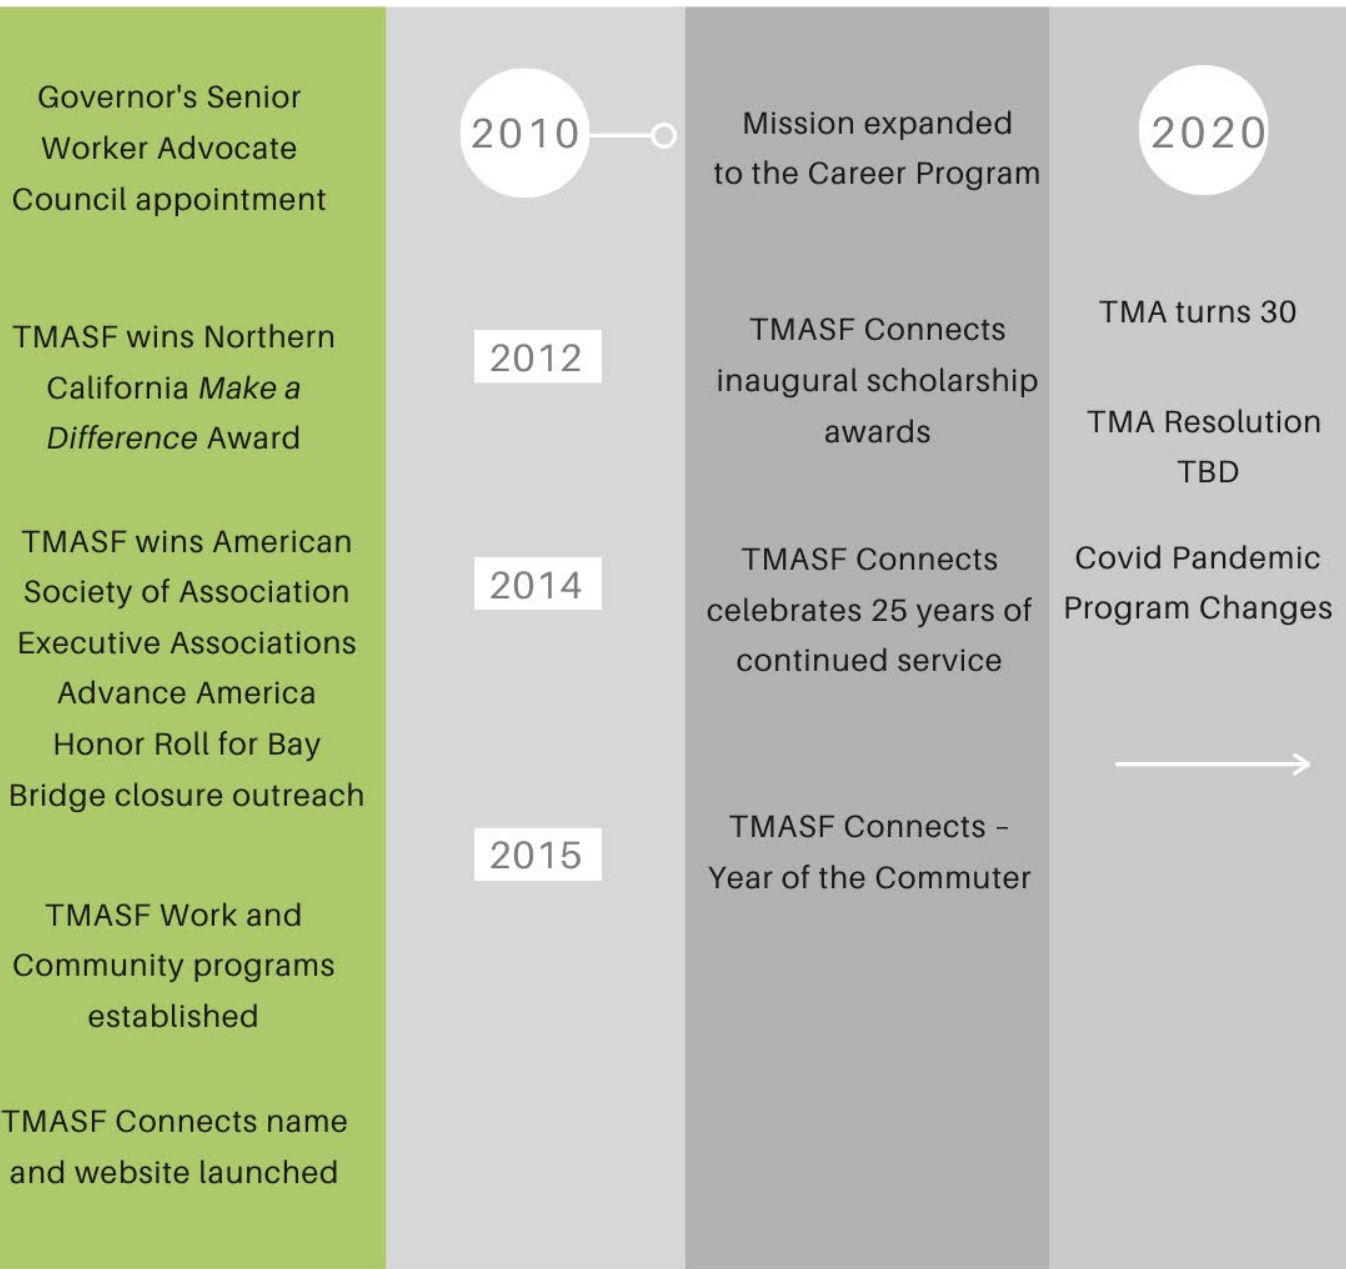 Governor's Senior
Worker Advocate
Council appointment
TMASF wins Northern
California Make a
Difference Award
TMASF wins American
Society of Association
Executive Associations
Advance America
Honor Roll for Bay
Bridge closure outreach
TMASF Work and
Community programs
established
TMASF Connects name
and website launched
2010
Mission expanded
to the Career Program
2012
TMASF Connects
inaugural scholarship
awards
2014
TMASF Connects
celebrates 25 years of
continued service
2015
TMASF Connects –
Year of the Commuter
2020
TMA turns 30
TMA Resolution
TBD
Covid Pandemic
Program Changes